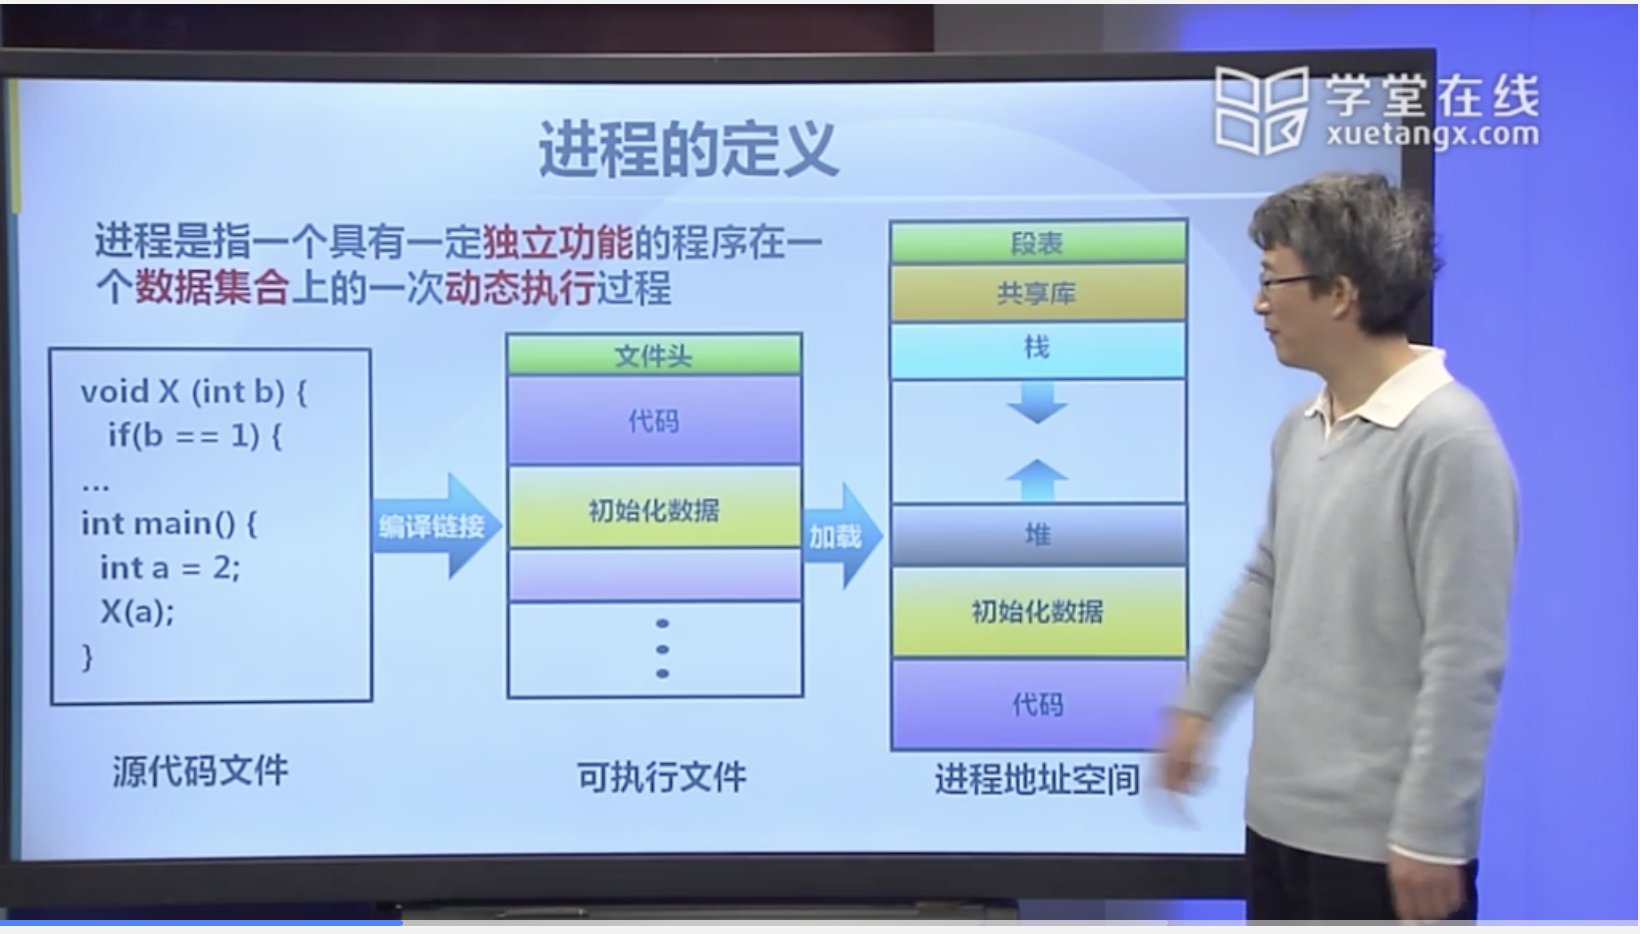 学堂在线
xuetangx.com
进程的定义
进程是指一个具有一定独立功能的程序在一
个数据集合上的一次动态执行过程
void X (int b) {
if(b == 1) {
...
int main() {
int a = 2;
X(a);
}
源代码文件
编译链接
文件头
代码
初始化数据
可执行文件
加载
段表
共享库
栈
堆
初始化数据
代码
进程地址空间